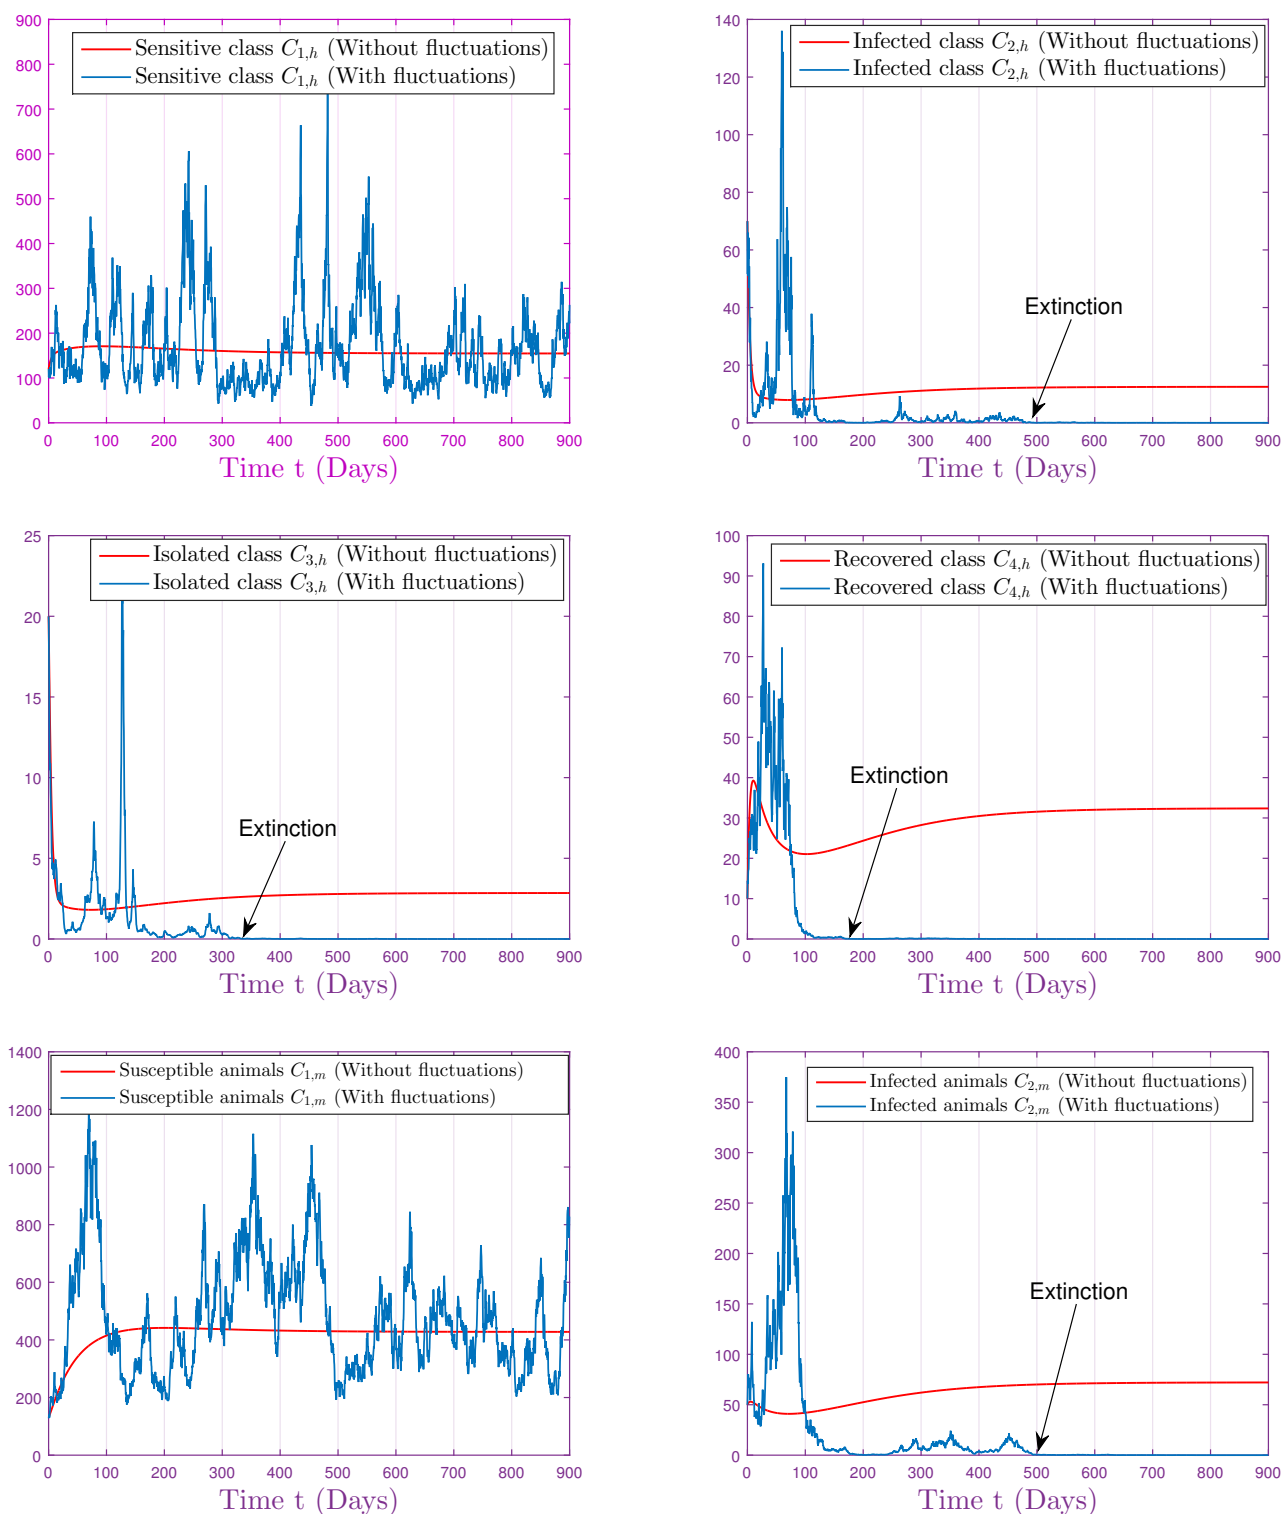 900
800
700
600
500
400
300
200
100
0
Sensitive class C1,h (Without fluctuations)
Sensitive class C1,h (With fluctuations)
0 100 200 300 400 500 600 700 800 900
Time t (Days)
140
120
100
80
60
40
20
0
Infected class C2,h (Without fluctuations)
Infected class C2,h (With fluctuations)
Extinction
0 100 200 300 400 500 600 700 800 900
Time t (Days)
25
20
15
10
5
0
Isolated class C3,h (Without fluctuations)
Isolated class C3,h (With fluctuations)
Extinction
0 100 200 300 400 500 600 700 800 900
Time t (Days)
100
90
80
70
60
50
40
30
20
10
0
Recovered class C4,h (Without fluctuations)
Recovered class C4,h (With fluctuations)
Extinction
0 100 200 300 400 500 600 700 800 900
Time t (Days)
1400
1200
1000
800
600
400
200
0
Susceptible animals C1,m (Without fluctuations)
Susceptible animals C1,m (With fluctuations)
0 100 200 300 400 500 600 700 800 900
Time t (Days)
400
350
300
250
200
150
100
50
0
Infected animals C2,m (Without fluctuations)
Infected animals C2,m (With fluctuations)
Extinction
0 100 200 300 400 500 600 700 800 900
Time t (Days)